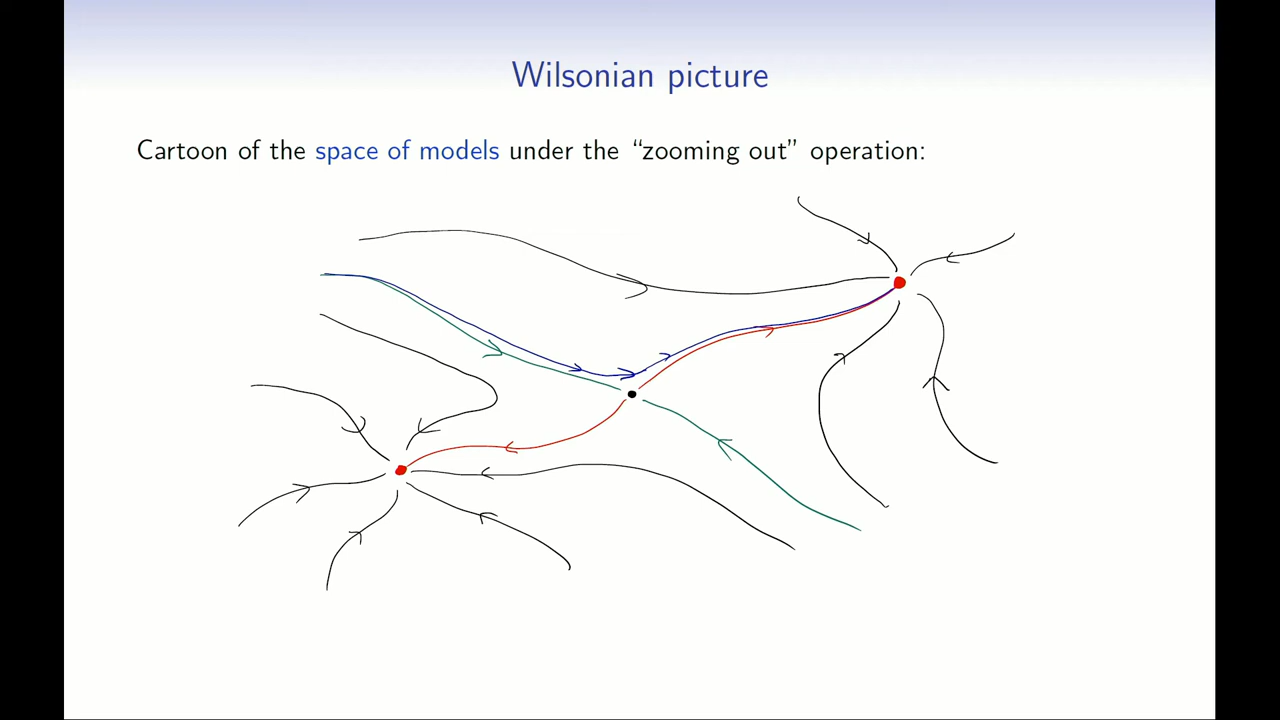 Wilsonian picture
Cartoon of the space of models under the “zooming out” operation: